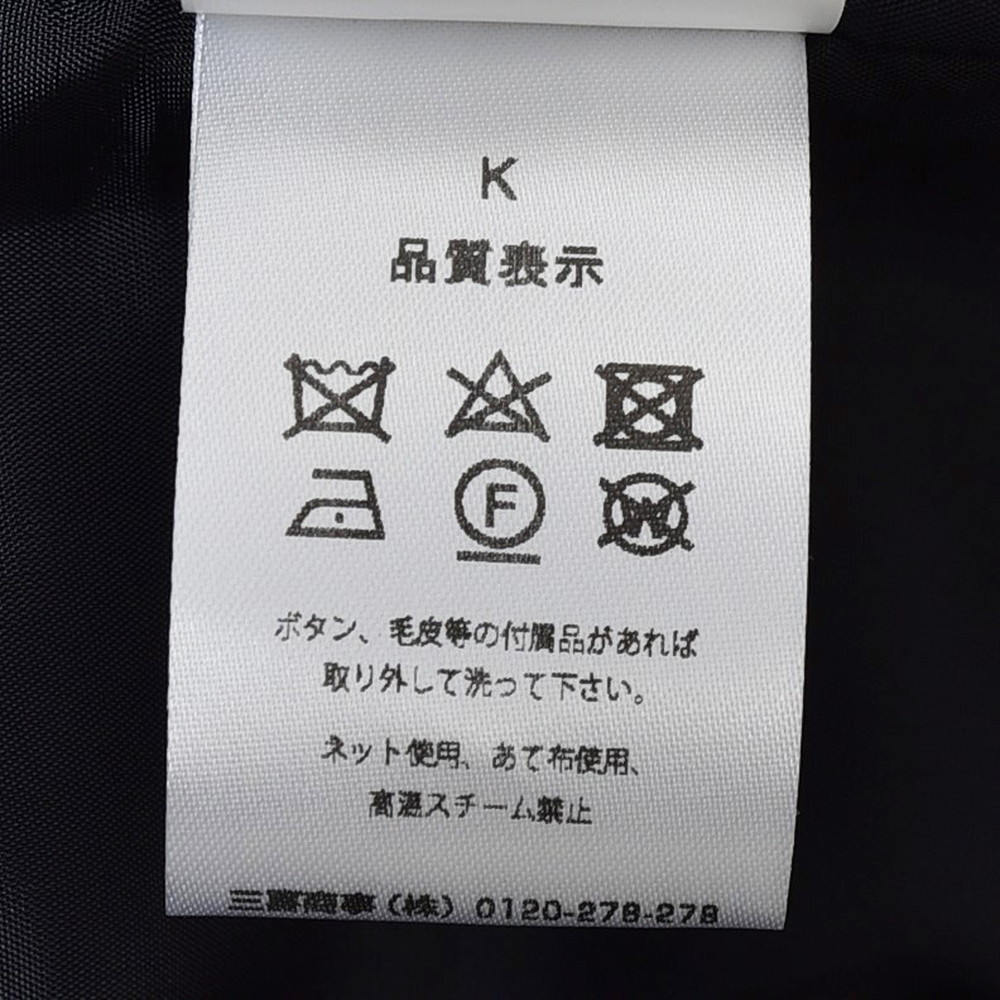 K
品質表示
F
W
ボタン、毛皮等の付属品があれば
取り外して洗って下さい。
ネット使用、あて布使用、
高温スチーム禁止
三喜商事(株) 0120-278-278